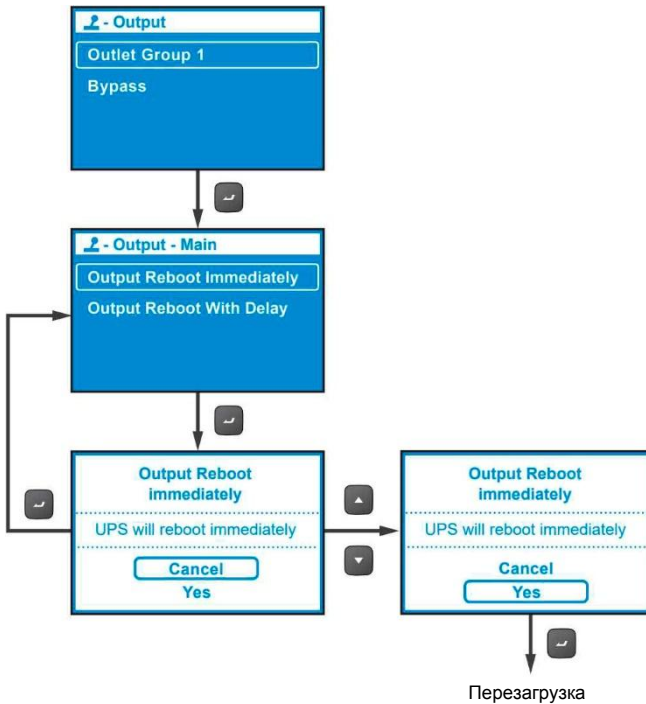 - Output
Outlet Group 1
Bypass
- Output - Main
Output Reboot Immediately
Output Reboot With Delay
Output Reboot
immediately
UPS will reboot immediately
Cancel
Yes
Output Reboot
immediately
UPS will reboot immediately
Cancel
Yes
Перезагрузка